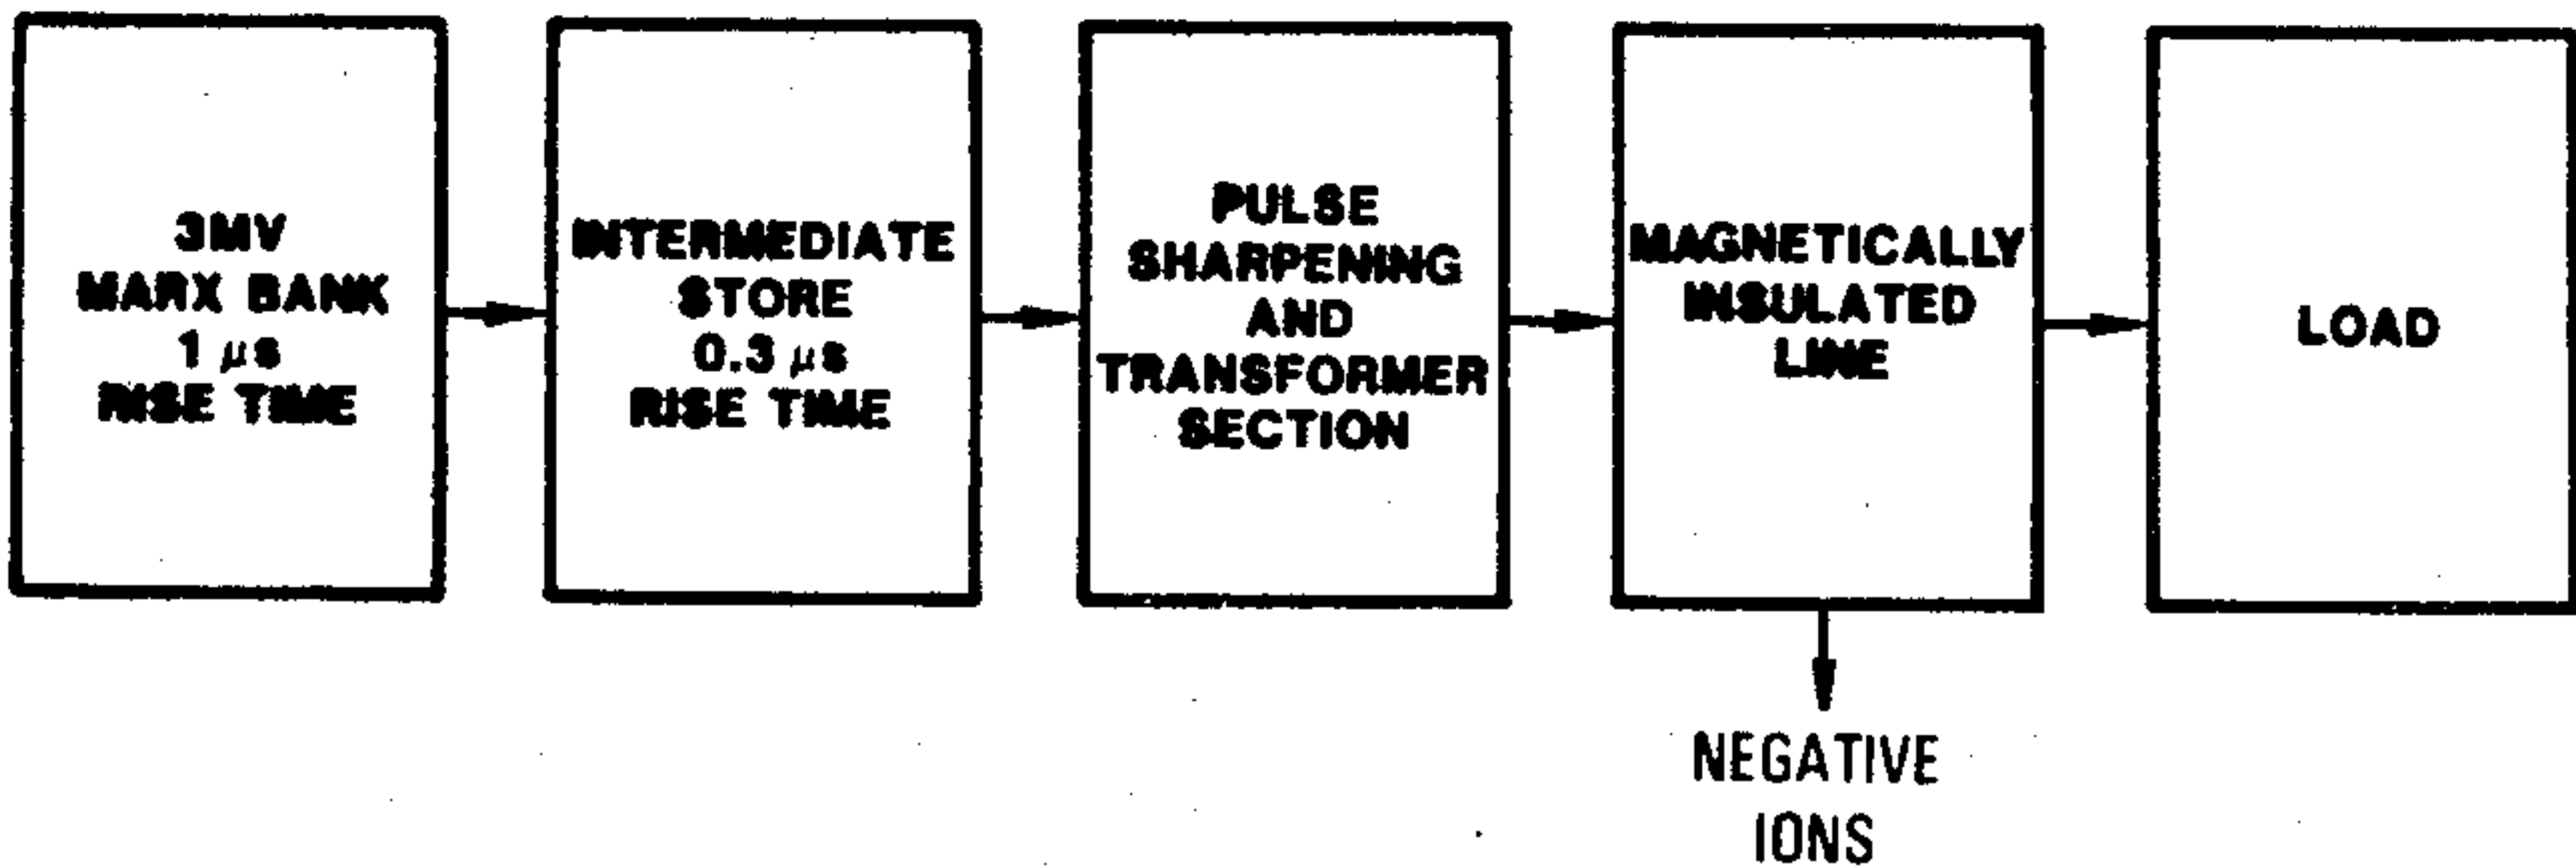 3MV
MARX BANK
1 μs
RISE TIME
INTERMEDIATE
STORE
0.3 μs
RISE TIME
PULSE
SHARPENING
AND
TRANSFORMER
SECTION
MAGNETICALLY
INSULATED
LINE
LOAD
NEGATIVE
IONS